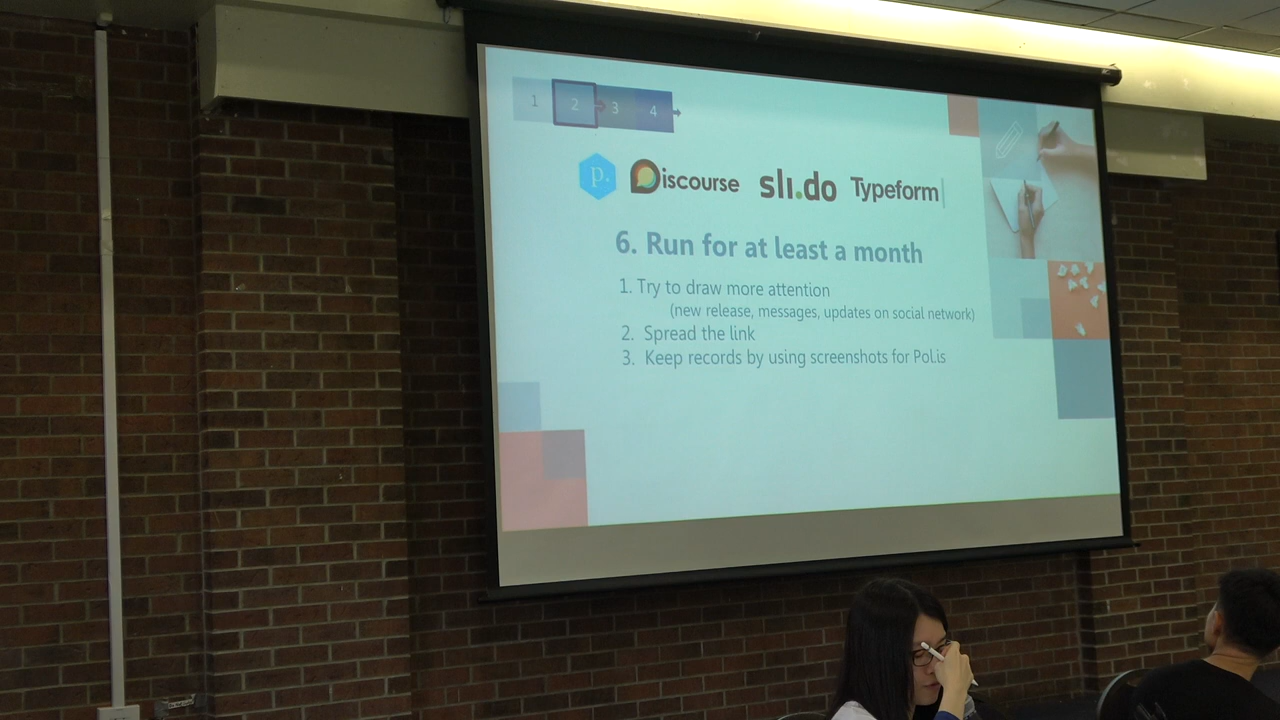 1 2 3 4
p. Discourse slı.do Typeform
6. Run for at least a month
1. Try to draw more attention
(new release, messages, updates on social network)
2. Spread the link
3. Keep records by using screenshots for Pol.is